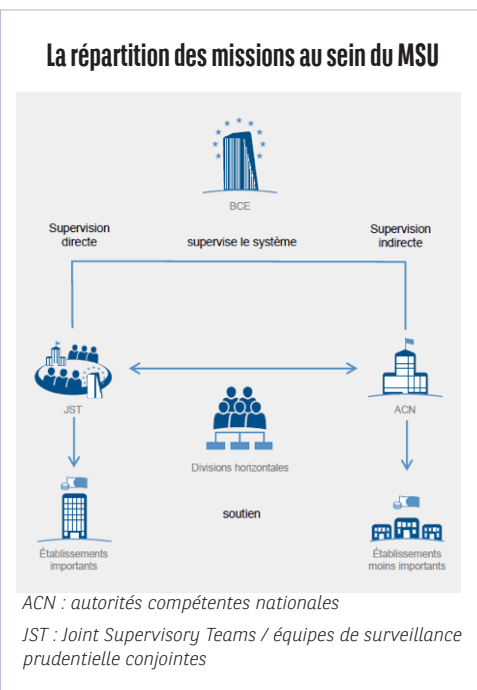 La répartition des missions au sein du MSU
BCE
Supervision
directe
supervise le système
Supervision
indirecte
JST
ACN
Divisions horizontales
soutien
Établissements
importants
Établissements
moins importants
ACN : autorités compétentes nationales
JST : Joint Supervisory Teams / équipes de surveillance
prudentielle conjointes